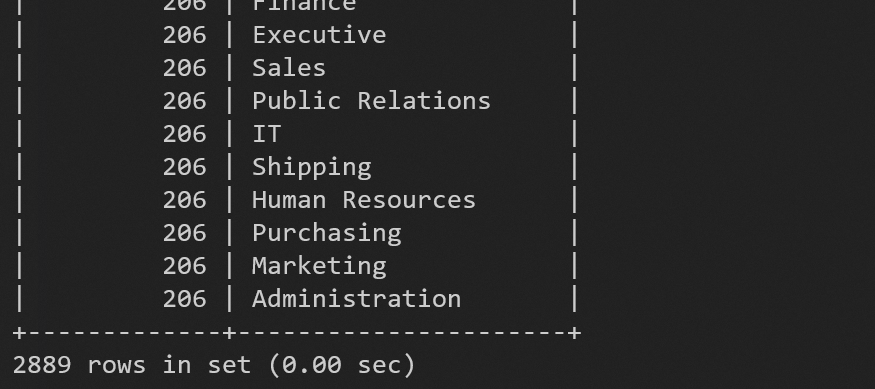 | 206 | Finance |
| 206 | Executive |
| 206 | Sales |
| 206 | Public Relations |
| 206 | IT |
| 206 | Shipping |
| 206 | Human Resources |
| 206 | Purchasing |
| 206 | Marketing |
| 206 | Administration |
+-------------+----------------------+
2889 rows in set (0.00 sec)